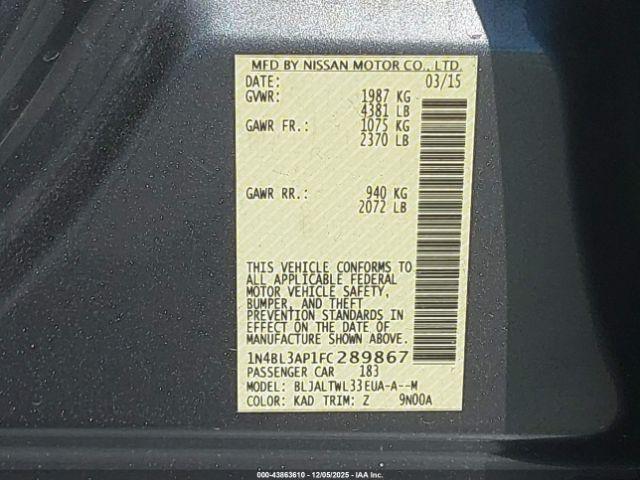 MFD BY NISSAN MOTOR CO., LTD.
DATE: 03/15
GVWR: 1987 KG
4381 LB
GAWR FR.: 1075 KG
2370 LB
GAWR RR.: 940 KG
2072 LB
THIS VEHICLE CONFORMS TO
ALL APPLICABLE FEDERAL
MOTOR VEHICLE SAFETY,
BUMPER, AND THEFT
PREVENTION STANDARDS IN
EFFECT ON THE DATE OF
MANUFACTURE SHOWN ABOVE.
1N4BL3AP1FC289867
PASSENGER CAR 183
MODEL: BLJALTWL33EUA-A--M
COLOR: KAD TRIM: Z 9N00A
000-43863610 - 12/05/2025 - IAAI.com